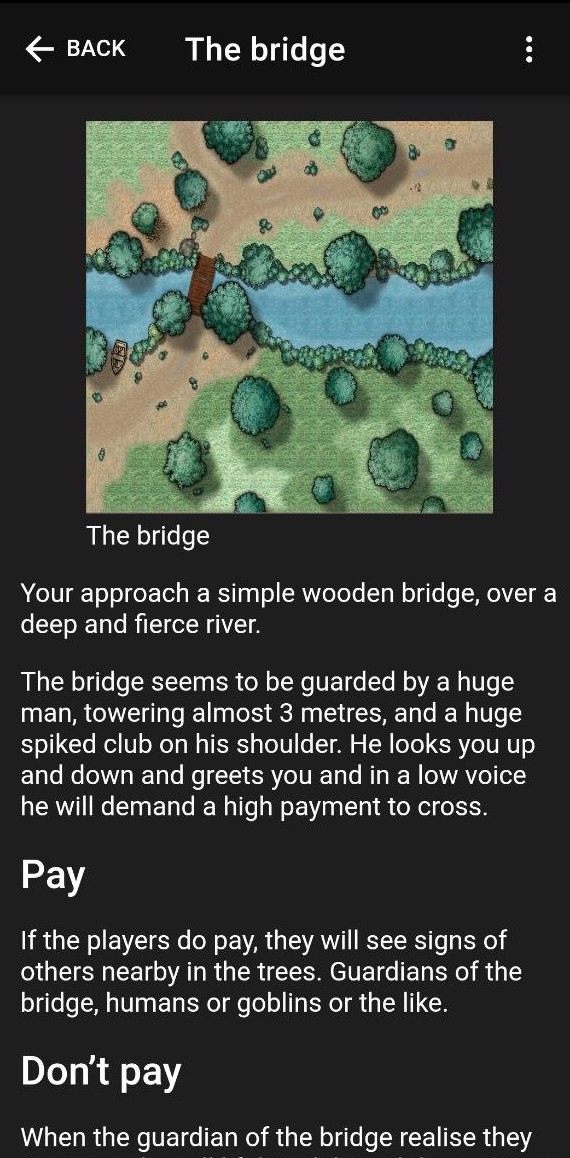 BACK
The bridge
The bridge
Your approach a simple wooden bridge, over a
deep and fierce river.
The bridge seems to be guarded by a huge
man, towering almost 3 metres, and a huge
spiked club on his shoulder. He looks you up
and down and greets you and in a low voice
he will demand a high payment to cross.
Pay
If the players do pay, they will see signs of
others nearby in the trees. Guardians of the
bridge, humans or goblins or the like.
Don’t pay
When the guardian of the bridge realise they